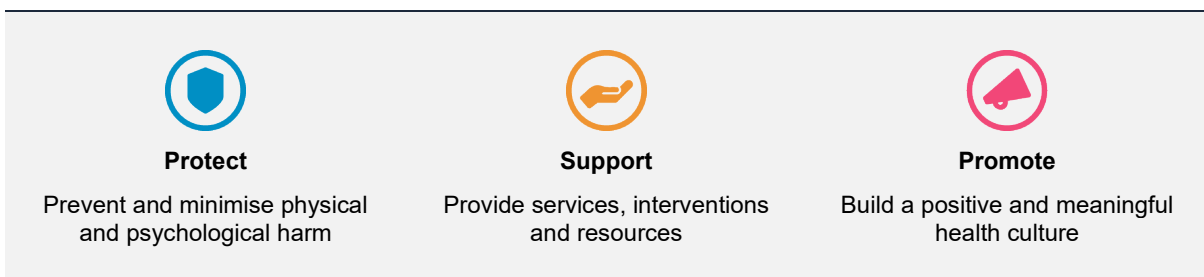 Protect
Prevent and minimise physical
and psychological harm
Support
Provide services, interventions
and resources
Promote
Build a positive and meaningful
health culture